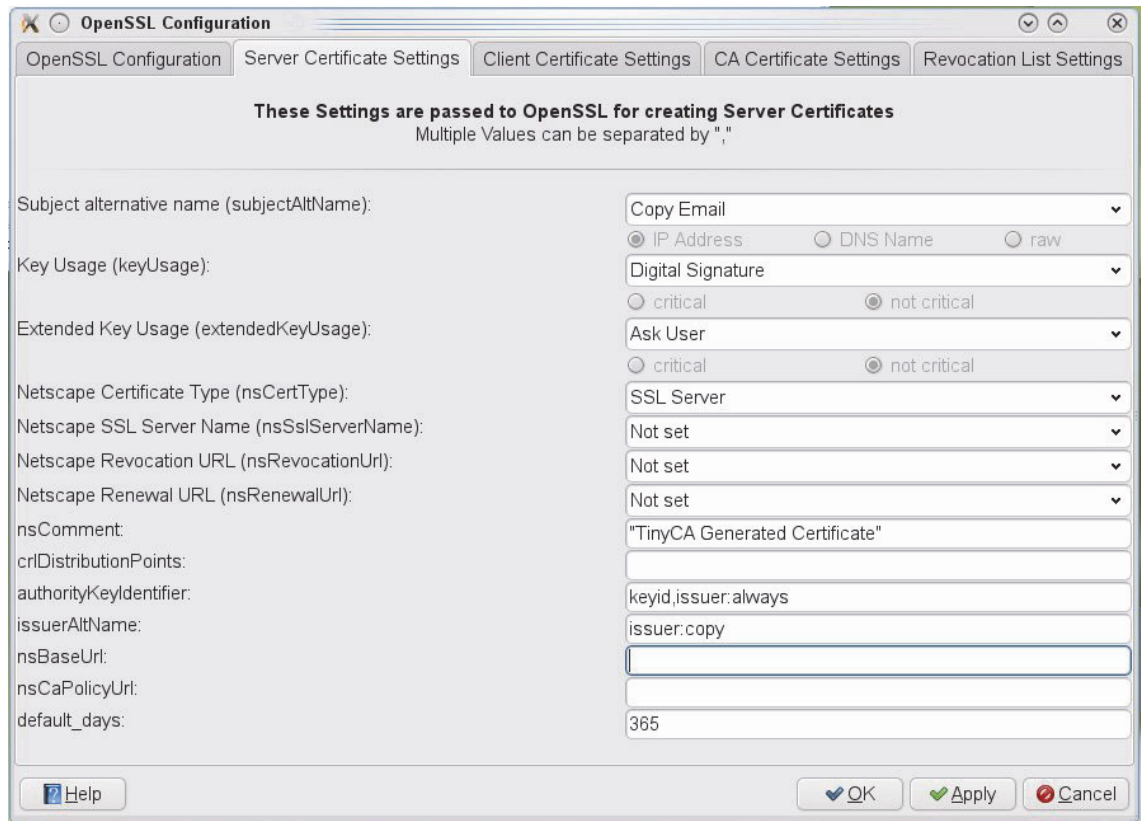 OpenSSL Configuration
OpenSSL Configuration Server Certificate Settings Client Certificate Settings CA Certificate Settings Revocation List Settings
These Settings are passed to OpenSSL for creating Server Certificates
Multiple Values can be separated by ","
Subject alternative name (subjectAltName): Copy Email
IP Address DNS Name raw
Key Usage (keyUsage): Digital Signature
critical not critical
Extended Key Usage (extendedKeyUsage): Ask User
critical not critical
Netscape Certificate Type (nsCertType): SSL Server
Netscape SSL Server Name (nsSslServerName): Not set
Netscape Revocation URL (nsRevocationUrl): Not set
Netscape Renewal URL (nsRenewalUrl): Not set
nsComment: "TinyCA Generated Certificate"
crlDistributionPoints:
authorityKeyIdentifier: keyid,issuer:always
issuerAltName: issuer:copy
nsBaseUrl:
nsCaPolicyUrl:
default_days: 365
Help OK Apply Cancel